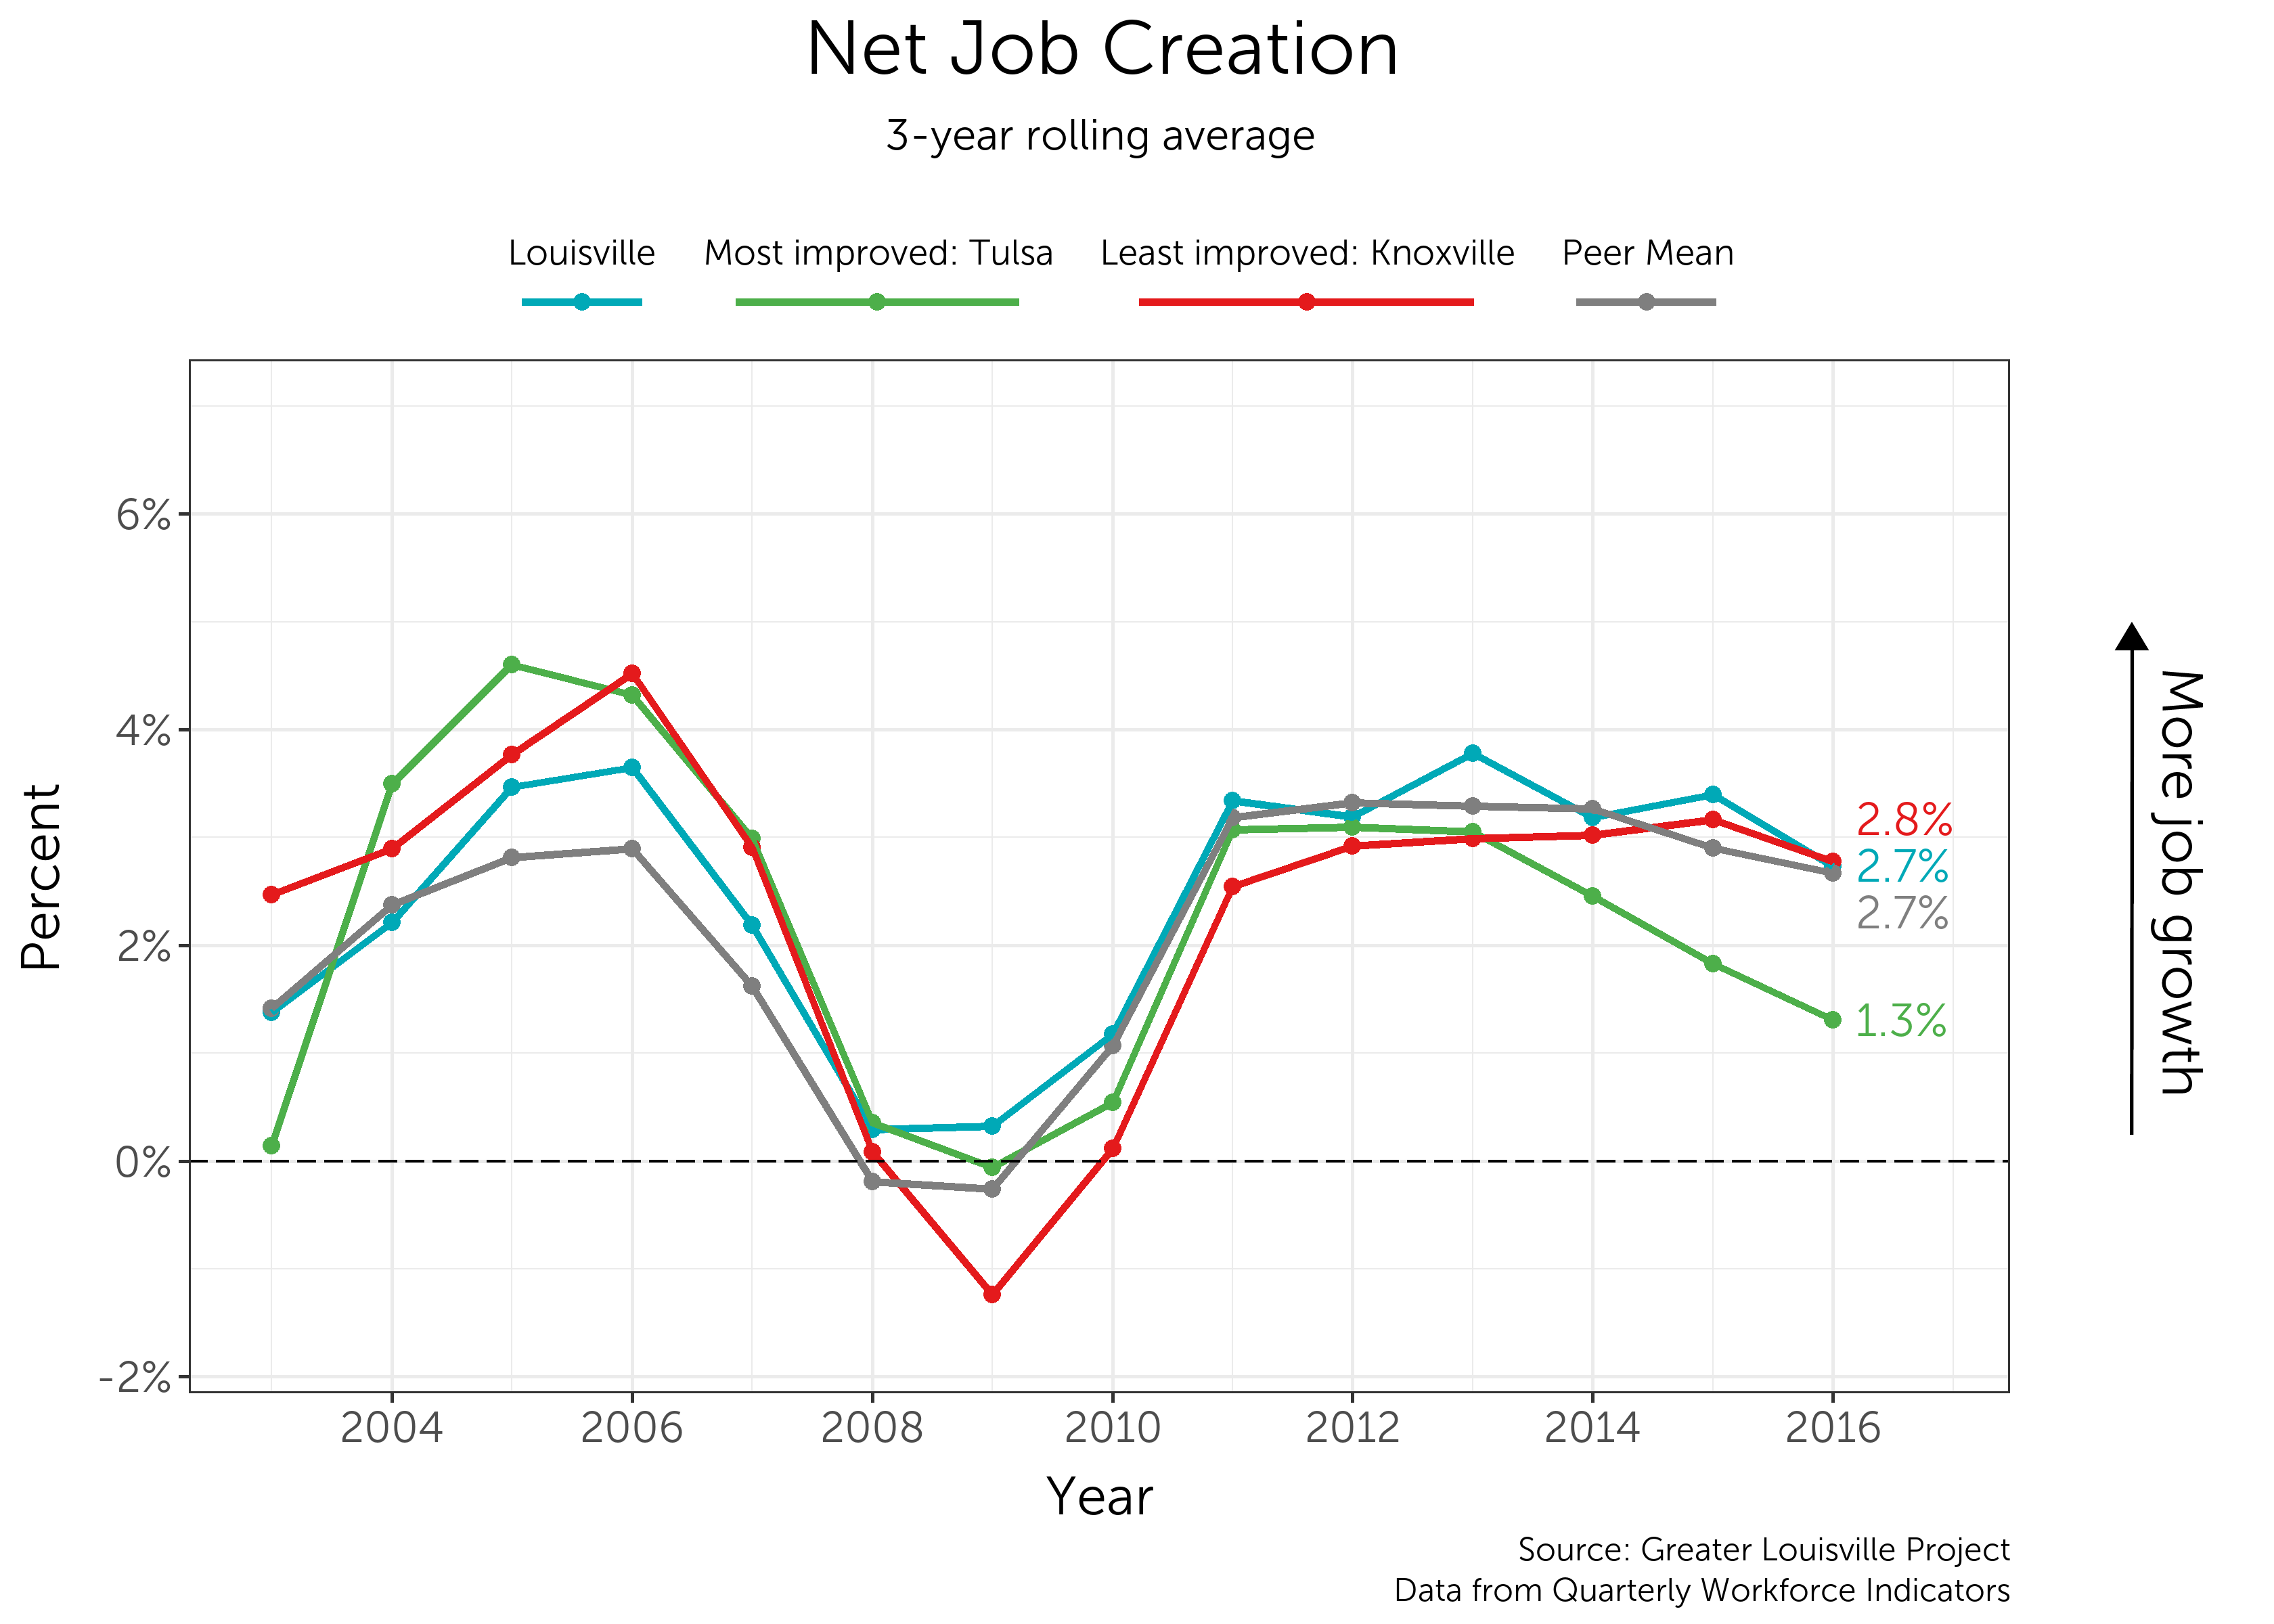 Net Job Creation
3-year rolling average
Louisville
Most improved: Tulsa
Least improved: Knoxville
Peer Mean
Percent
6%
4%
2%
0%
-2%
2.8%
2.7%
2.7%
1.3%
More job growth
2004
2006
2008
2010
2012
2014
2016
Year
Source: Greater Louisville Project
Data from Quarterly Workforce Indicators